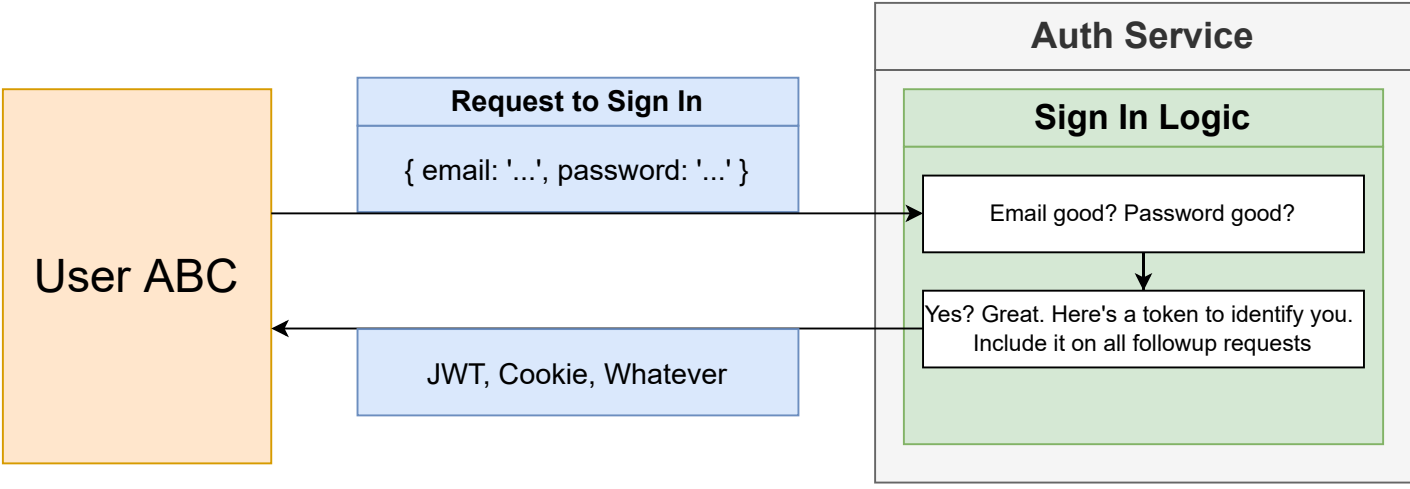 Auth Service
Request to Sign In
Sign In Logic
{ email: '...', password: '...' }
Email good? Password good?
User ABC
Yes? Great. Here's a token to identify you.
Include it on all followup requests
JWT, Cookie, Whatever